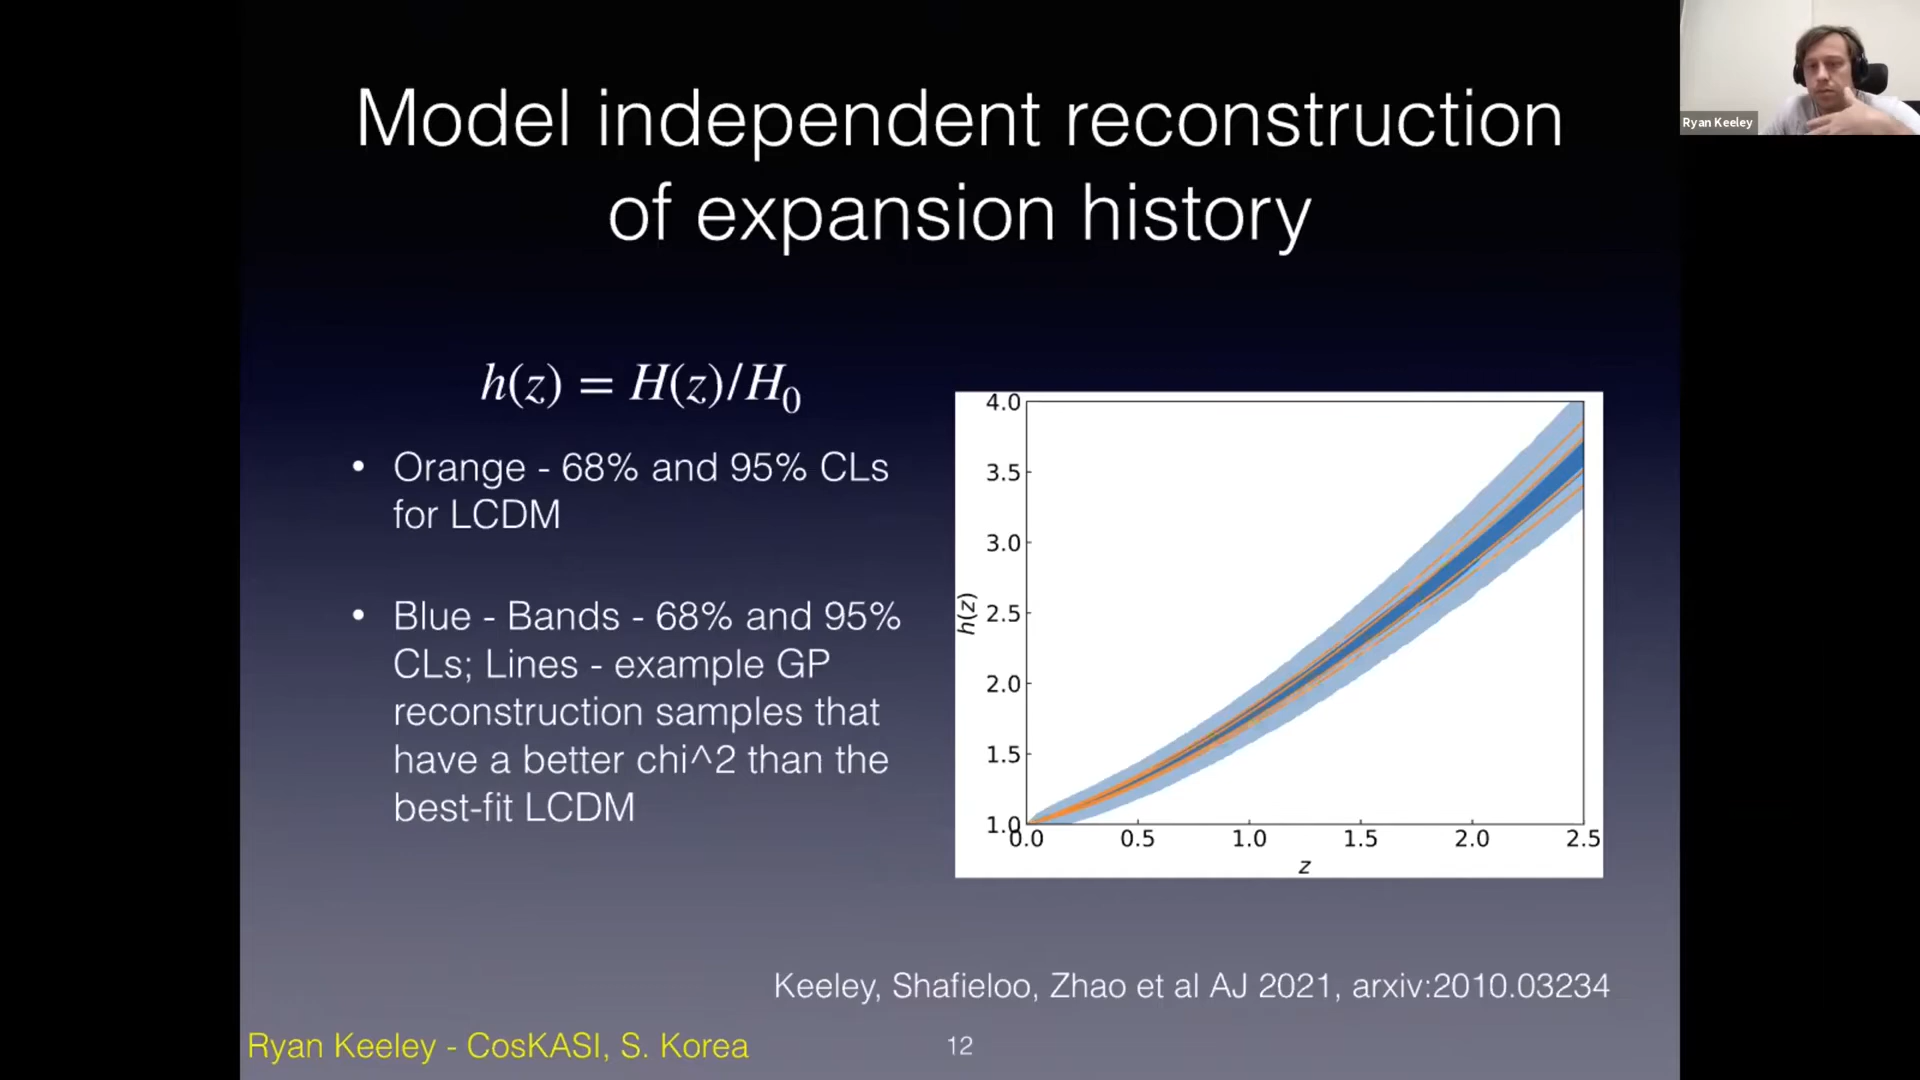 Model independent reconstruction
of expansion history
Ryan Keeley
h(z) = H(z)/H₀
• Orange - 68% and 95% CLs
for LCDM
• Blue - Bands - 68% and 95%
CLs; Lines - example GP
reconstruction samples that
have a better chi^2 than the
best-fit LCDM
4.0
3.5
3.0
2.5
2.0
1.5
1.0
h(z)
0.0 0.5 1.0 1.5 2.0 2.5
z
Keeley, Shafieloo, Zhao et al AJ 2021, arxiv:2010.03234
Ryan Keeley - CosKASI, S. Korea
12